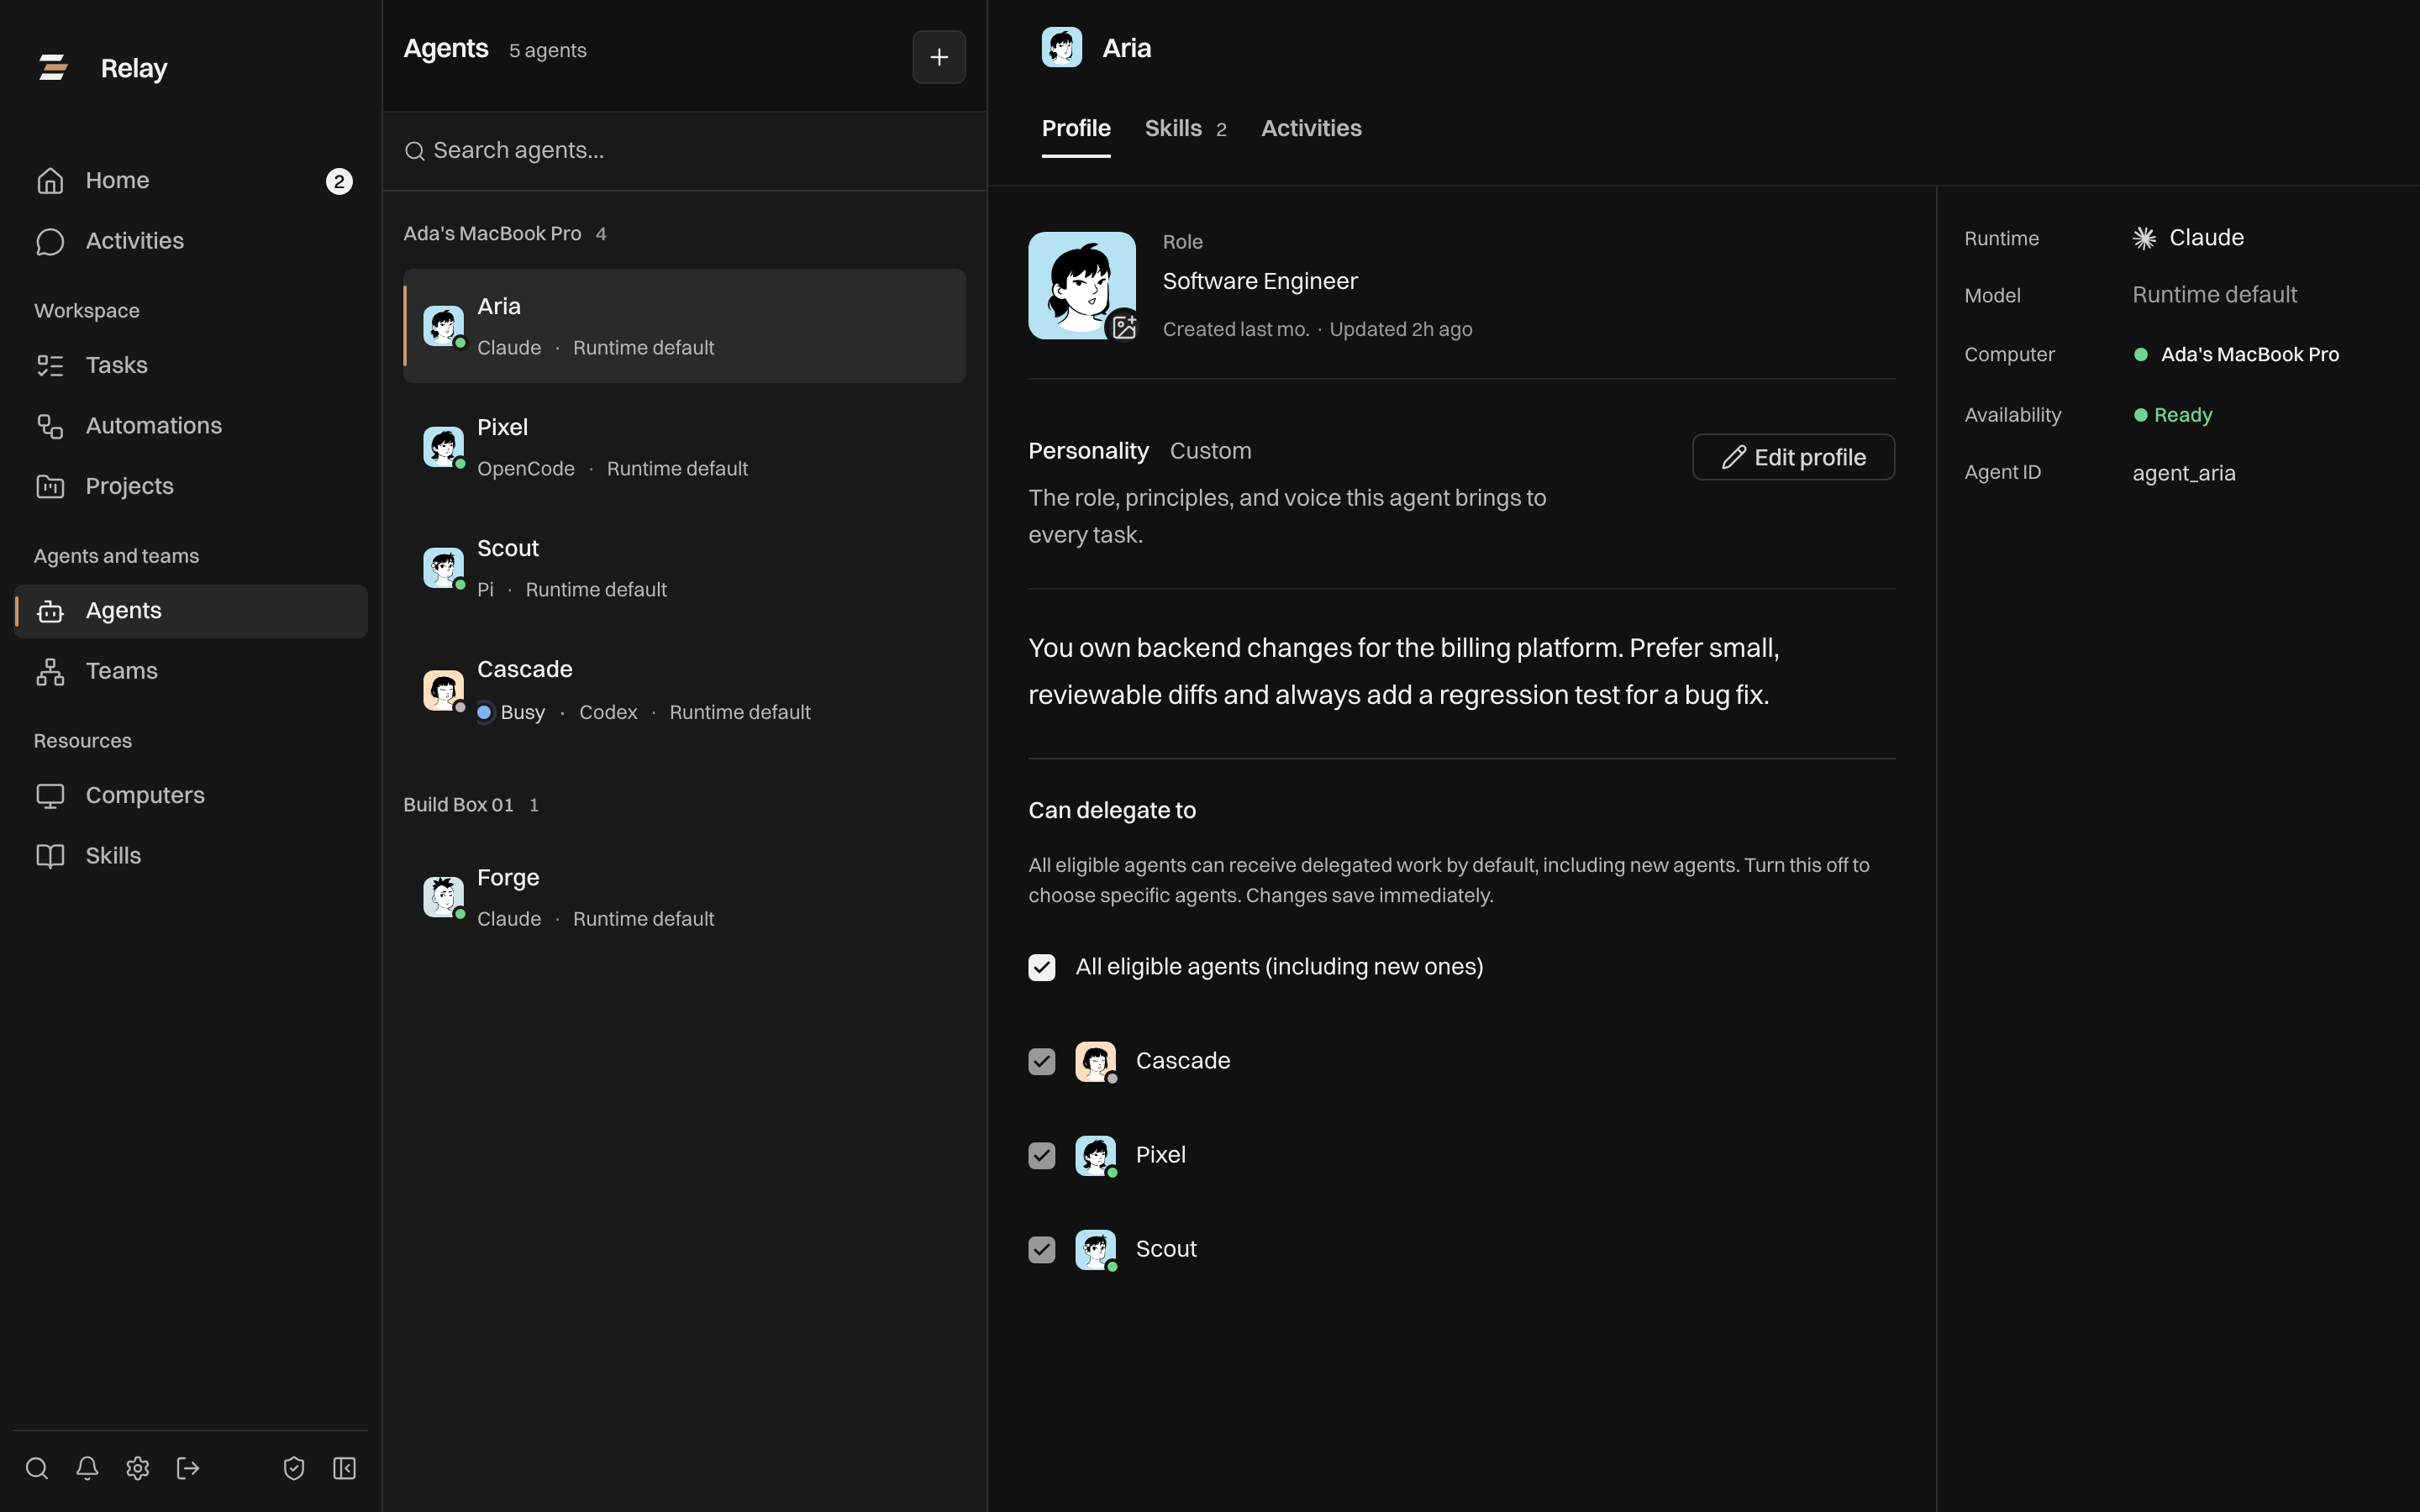 Relay
Home 2
Activities
Workspace
Tasks
Automations
Projects
Agents and teams
Agents
Teams
Resources
Computers
Skills
Agents 5 agents
Search agents...
Ada's MacBook Pro 4
Aria
Claude · Runtime default
Pixel
OpenCode · Runtime default
Scout
Pi · Runtime default
Cascade
Busy · Codex · Runtime default
Build Box 01 1
Forge
Claude · Runtime default
Aria
Profile Skills 2 Activities
Role
Software Engineer
Created last mo. · Updated 2h ago
Personality Custom
Edit profile
The role, principles, and voice this agent brings to
every task.
You own backend changes for the billing platform. Prefer small,
reviewable diffs and always add a regression test for a bug fix.
Can delegate to
All eligible agents can receive delegated work by default, including new agents. Turn this off to
choose specific agents. Changes save immediately.
All eligible agents (including new ones)
Cascade
Pixel
Scout
Runtime Claude
Model Runtime default
Computer Ada's MacBook Pro
Availability Ready
Agent ID agent_aria